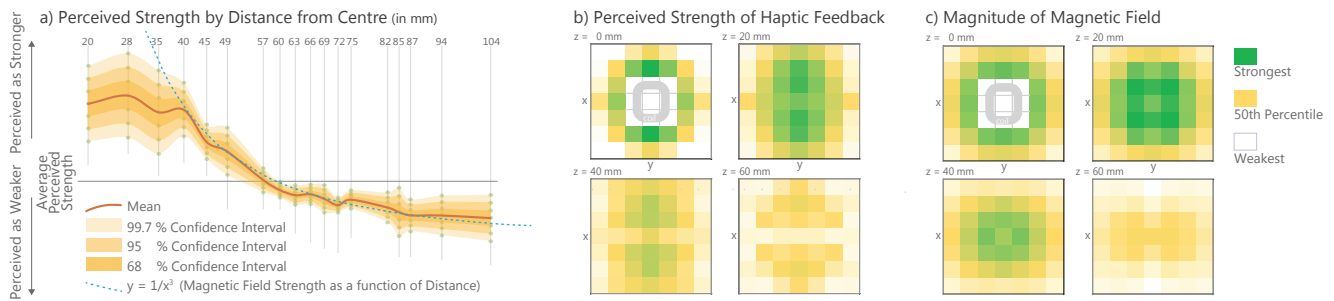 a) Perceived Strength by Distance from Centre (in mm)
20 28 35 40 45 49 57 60 63 66 69 72 75 82 85 87 94 104
Perceived as Stronger
Perceived as Weaker
Average
Perceived
Strength
Mean
99.7 % Confidence Interval
95 % Confidence Interval
68 % Confidence Interval
y = 1/x³ (Magnetic Field Strength as a function of Distance)
b) Perceived Strength of Haptic Feedback
z = 0 mm
z = 20 mm
x
coil
y
z = 40 mm
z = 60 mm
x
y
c) Magnitude of Magnetic Field
z = 0 mm
z = 20 mm
x
coil
y
z = 40 mm
z = 60 mm
x
y
Strongest
50th Percentile
Weakest